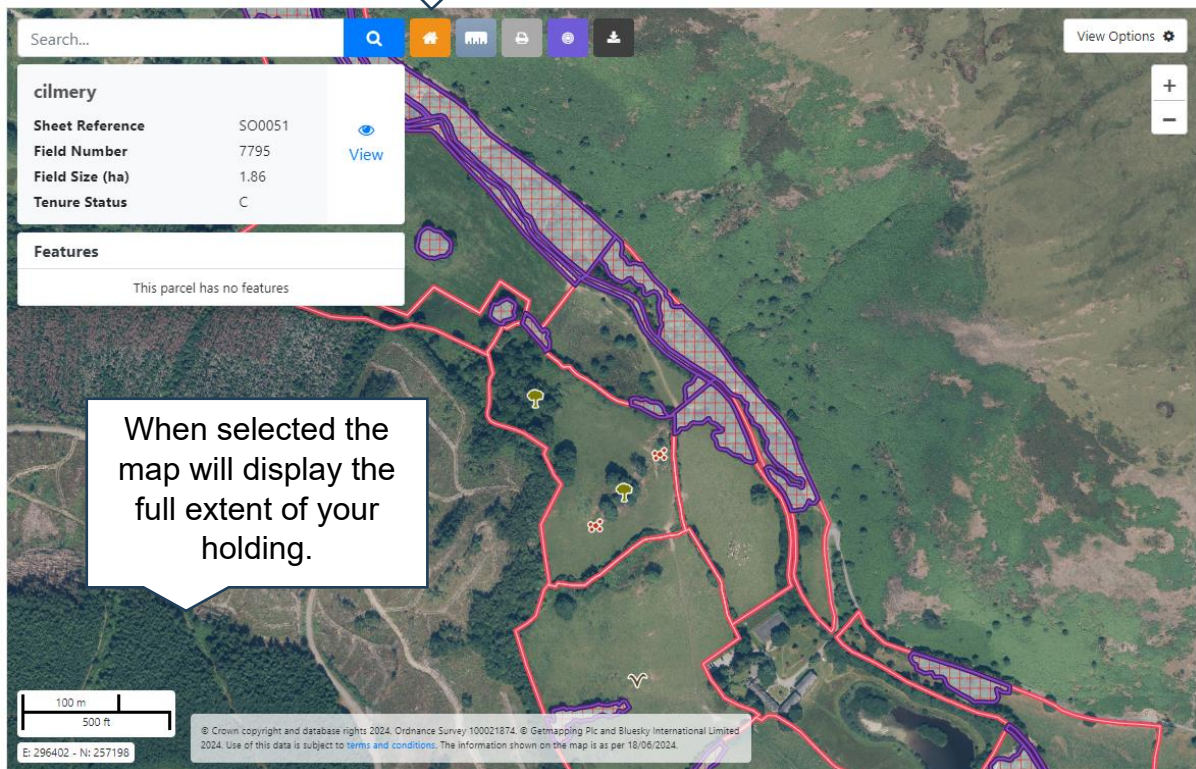 Search...
View Options
cilmery
Sheet Reference SO0051
Field Number 7795
Field Size (ha) 1.86
Tenure Status C
View
Features
This parcel has no features
+
−
When selected the
map will display the
full extent of your
holding.
100 m
500 ft
E: 296402 - N: 257198
© Crown copyright and database rights 2024. Ordnance Survey 100021874. © Getmapping Plc and Bluesky International Limited
2024. Use of this data is subject to terms and conditions. The information shown on the map is as per 18/06/2024.